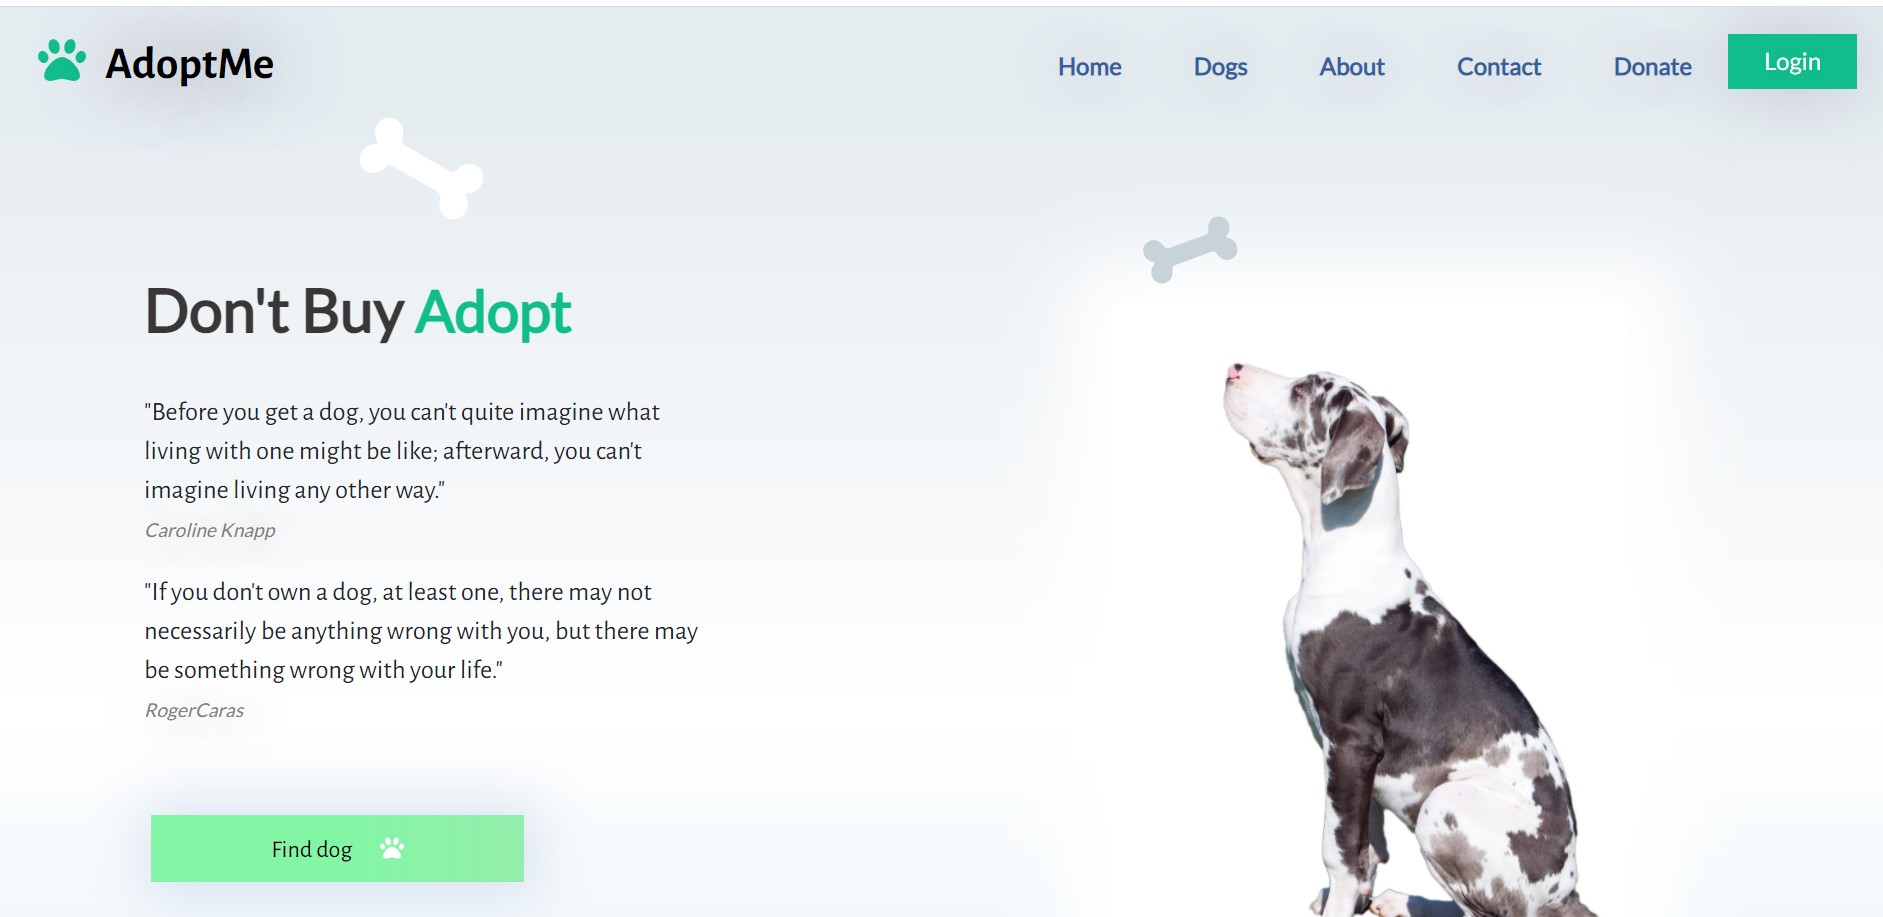 AdoptMe
Home Dogs About Contact Donate Login
Don't Buy Adopt
"Before you get a dog, you can't quite imagine what
living with one might be like; afterward, you can't
imagine living any other way."
Caroline Knapp
"If you don't own a dog, at least one, there may not
necessarily be anything wrong with you, but there may
be something wrong with your life."
RogerCaras
Find dog